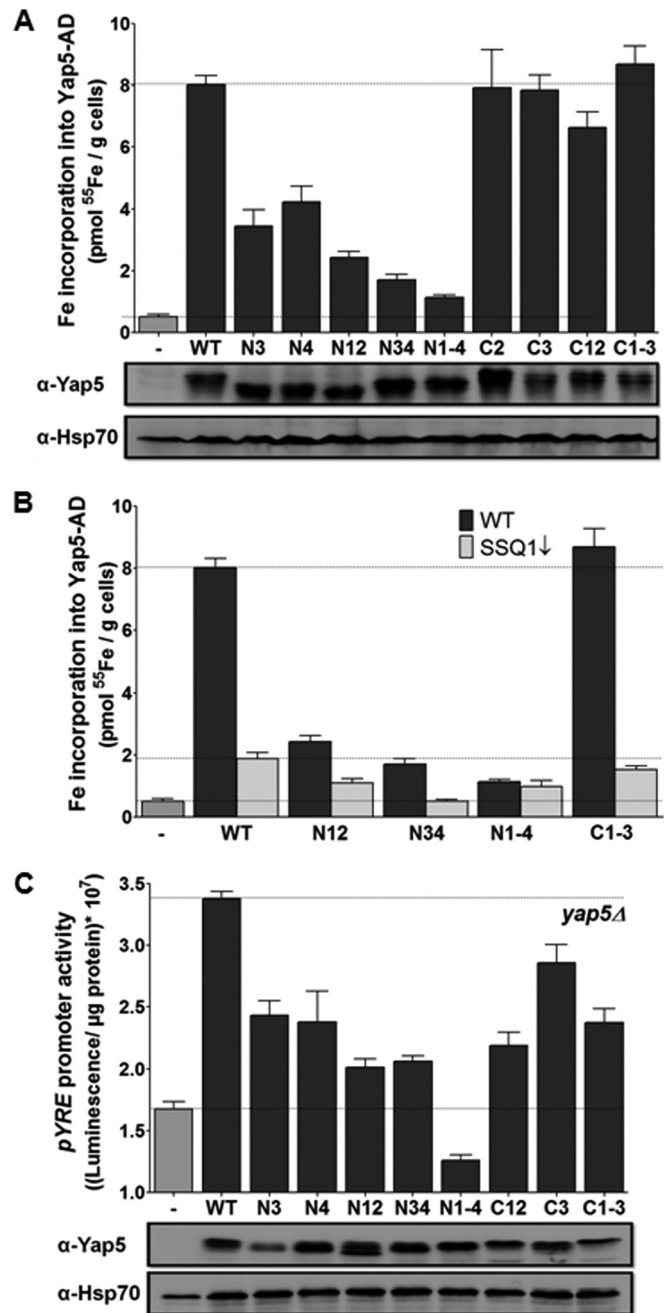 A
Fe incorporation into Yap5-AD
(pmol ⁵⁵Fe / g cells)
10
8
6
4
2
0
- WT N3 N4 N12 N34 N1-4 C2 C3 C12 C1-3
α-Yap5
α-Hsp70
B
Fe incorporation into Yap5-AD
(pmol ⁵⁵Fe / g cells)
10
8
6
4
2
0
WT
SSQ1↓
- WT N12 N34 N1-4 C1-3
C
pYRE promoter activity
((Luminescence/ µg protein)* 10⁷)
3.5
3.0
2.5
2.0
1.5
1.0
yap5Δ
- WT N3 N4 N12 N34 N1-4 C12 C3 C1-3
α-Yap5
α-Hsp70